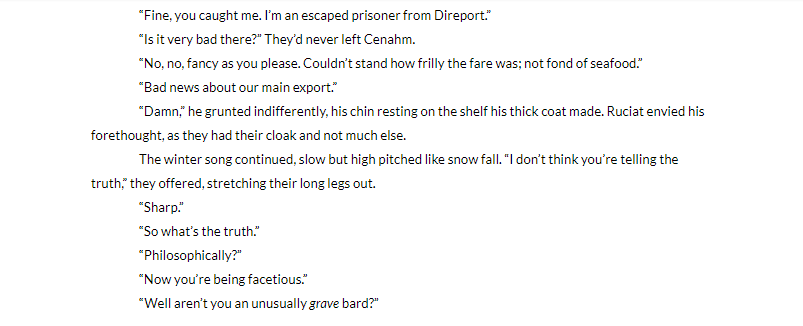 “Fine, you caught me. I’m an escaped prisoner from Direport.”
“Is it very bad there?” They’d never left Cenahm.
“No, no, fancy as you please. Couldn’t stand how frilly the fare was; not fond of seafood.”
“Bad news about our main export.”
“Damn,” he grunted indifferently, his chin resting on the shelf his thick coat made. Ruciat envied his
forethought, as they had their cloak and not much else.
The winter song continued, slow but high pitched like snow fall. "I don’t think you’re telling the
truth,” they offered, stretching their long legs out.
“Sharp.”
“So what’s the truth.”
“Philosophically?”
“Now you’re being facetious.”
“Well aren’t you an unusually grave bard?”